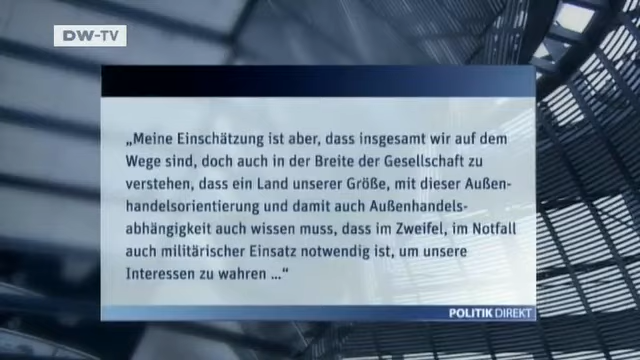 DW-TV
„Meine Einschätzung ist aber, dass insgesamt wir auf dem
Wege sind, doch auch in der Breite der Gesellschaft zu
verstehen, dass ein Land unserer Größe, mit dieser Außen-
handelsorientierung und damit auch Außenhandels-
abhängigkeit auch wissen muss, dass im Zweifel, im Notfall
auch militärischer Einsatz notwendig ist, um unsere
Interessen zu wahren ...“
POLITIK DIREKT